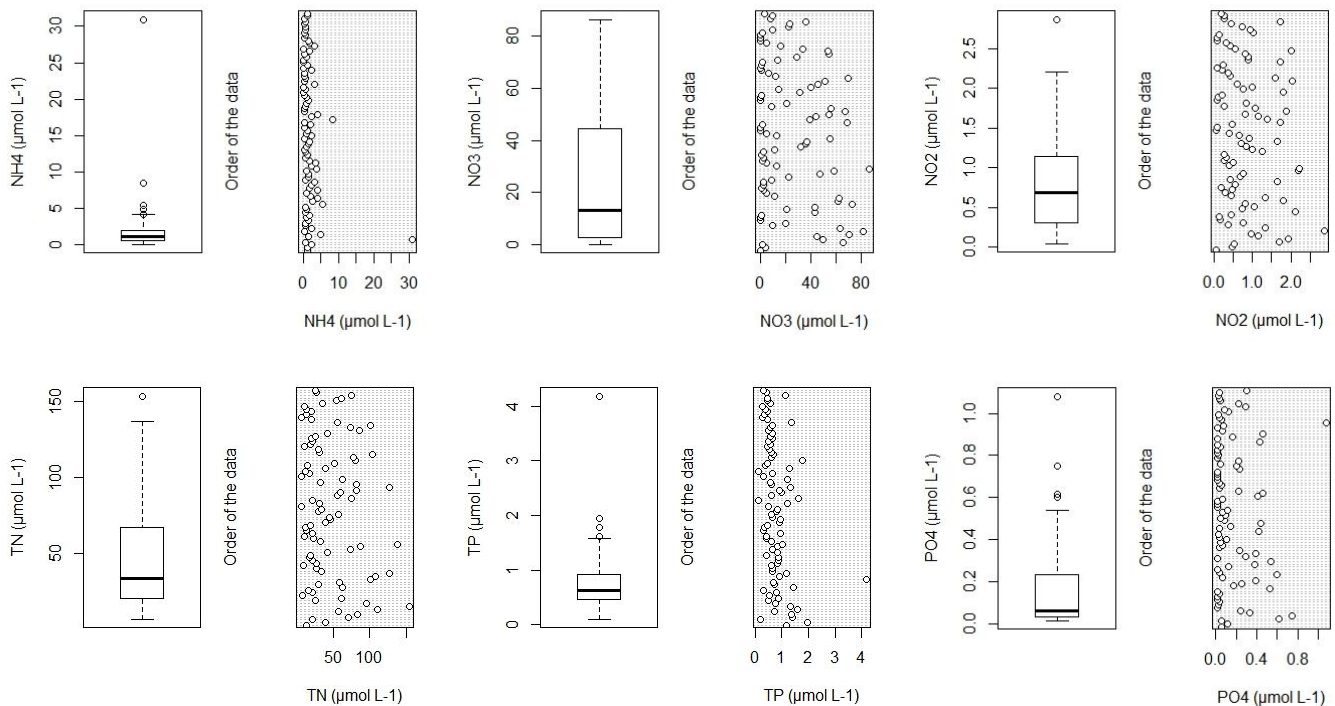 NH4 (µmol L-1)
0 5 10 15 20 25 30
Order of the data
0 10 20 30
NH4 (µmol L-1)
NO3 (µmol L-1)
0 20 40 60 80
Order of the data
0 40 80
NO3 (µmol L-1)
NO2 (µmol L-1)
0.0 0.5 1.0 1.5 2.0 2.5
Order of the data
0.0 1.0 2.0
NO2 (µmol L-1)
TN (µmol L-1)
50 100 150
Order of the data
50 100
TN (µmol L-1)
TP (µmol L-1)
0 1 2 3 4
Order of the data
0 1 2 3 4
TP (µmol L-1)
PO4 (µmol L-1)
0.0 0.2 0.4 0.6 0.8 1.0
Order of the data
0.0 0.4 0.8
PO4 (µmol L-1)